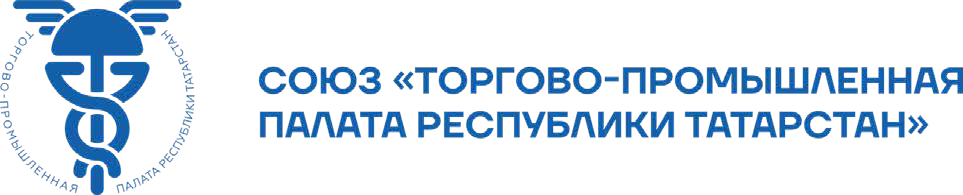 ТОРГОВО-ПРОМЫШЛЕННАЯ
ПАЛАТА РЕСПУБЛИКИ ТАТАРСТАН
СОЮЗ «ТОРГОВО-ПРОМЫШЛЕННАЯ
ПАЛАТА РЕСПУБЛИКИ ТАТАРСТАН»